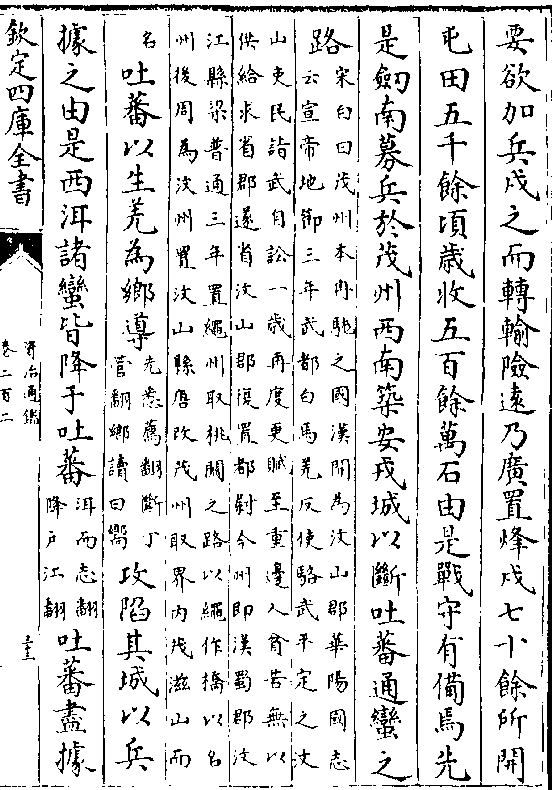 要欲加兵戍之而轉輸險遠乃廣置烽戍七十餘所開
屯田五千餘頃歲收五百餘萬石由是戰守有備焉先
是劒南募兵於茂州西南築安戎城以斷吐蕃通蠻之
路
宋白曰茂州本冉駹之國漢開為汶山郡華陽國志
云宣帝地節三年武都白馬羌反使駱武平定之汶
山吏民詣武自訟一歲再度更賦至重邊人貧苦無以
供給求省郡遂省汶山郡復置都尉今州即漢蜀郡汶
江縣梁普通三年置繩州取桃關之路以繩作橋以名
州後周為汶州置汶山縣唐改茂州取界內茂滋山而
名
吐蕃以生羌為鄉導
先悉薦翻斷丁
管翻鄉讀曰嚮
攻陷其城以兵
據之由是西洱諸蠻皆降于吐蕃
洱而志翻
降戶江翻
吐蕃盡據
欽定四庫全書
資治通鑑
卷二百二